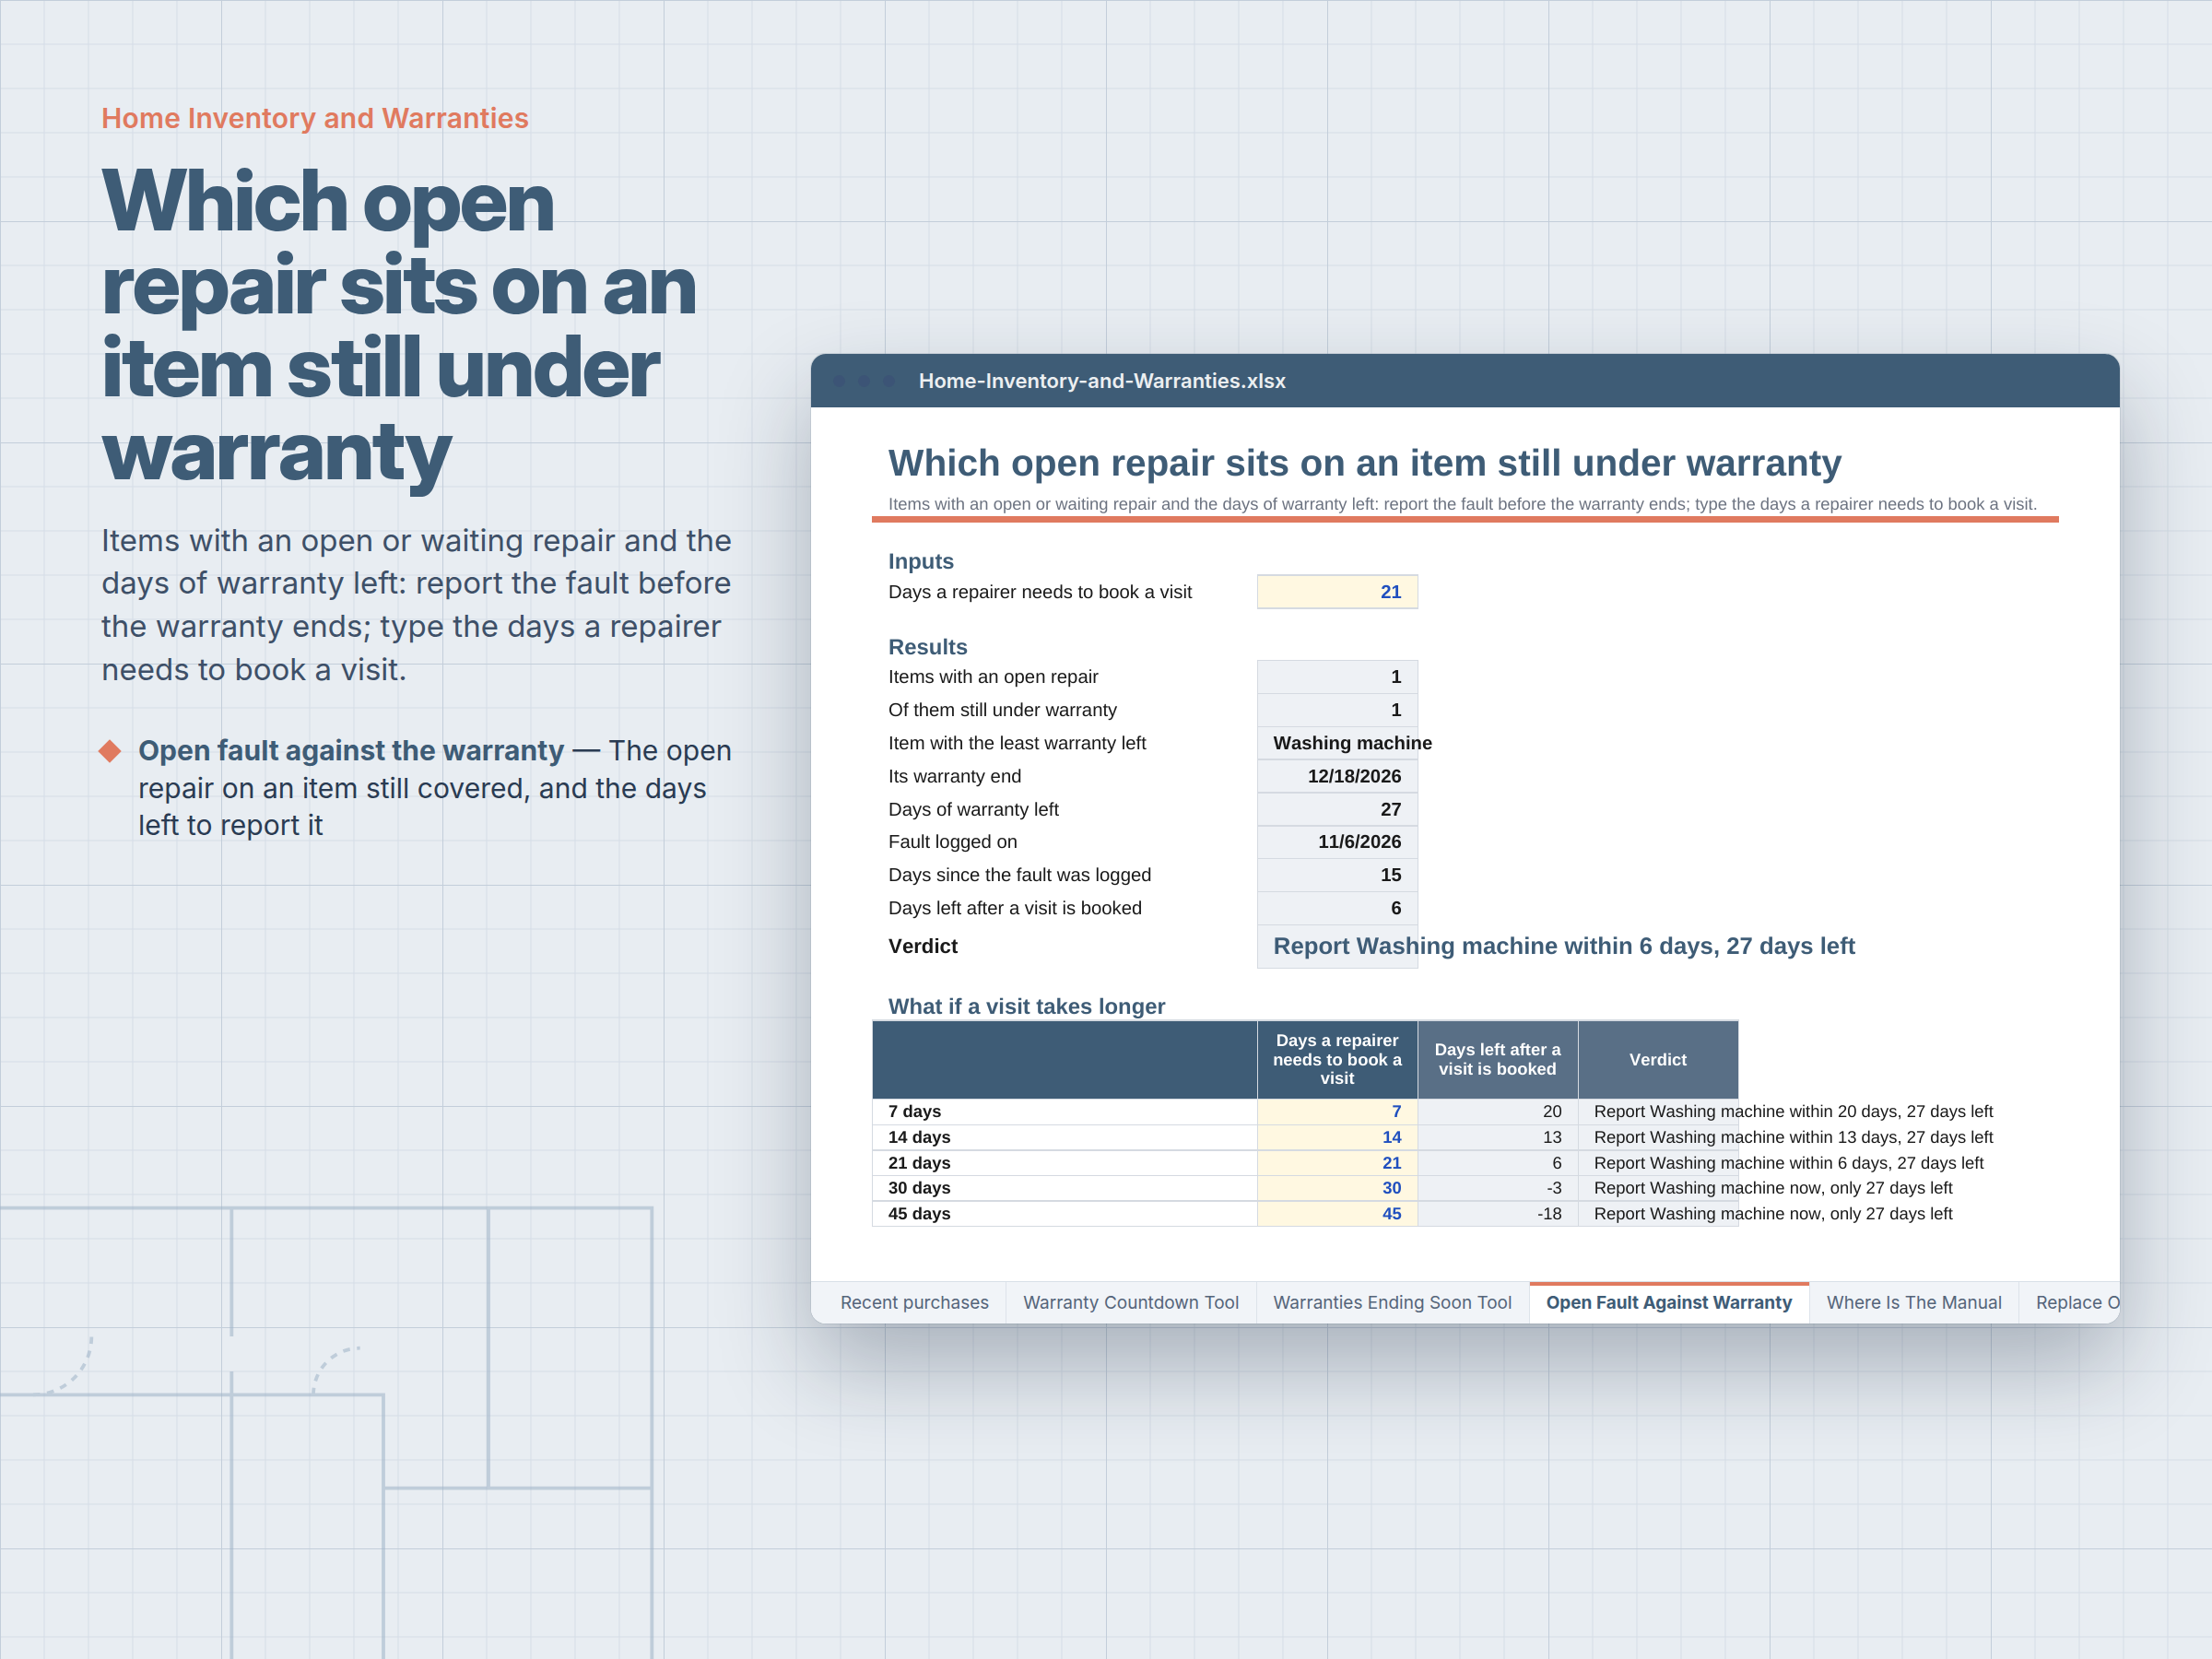 Home Inventory and Warranties
Which open
repair sits on an
item still under
warranty
Items with an open or waiting repair and the
days of warranty left: report the fault before
the warranty ends; type the days a repairer
needs to book a visit.
Open fault against the warranty — The open
repair on an item still covered, and the days
left to report it
Home-Inventory-and-Warranties.xlsx
Which open repair sits on an item still under warranty
Items with an open or waiting repair and the days of warranty left: report the fault before the warranty ends; type the days a repairer needs to book a visit.
Inputs
Days a repairer needs to book a visit 21
Results
Items with an open repair 1
Of them still under warranty 1
Item with the least warranty left Washing machine
Its warranty end 12/18/2026
Days of warranty left 27
Fault logged on 11/6/2026
Days since the fault was logged 15
Days left after a visit is booked 6
Verdict Report Washing machine within 6 days, 27 days left
What if a visit takes longer
Days a repairer
needs to book a
visit
Days left after a
visit is booked
Verdict
7 days 7 20 Report Washing machine within 20 days, 27 days left
14 days 14 13 Report Washing machine within 13 days, 27 days left
21 days 21 6 Report Washing machine within 6 days, 27 days left
30 days 30 -3 Report Washing machine now, only 27 days left
45 days 45 -18 Report Washing machine now, only 27 days left
Recent purchases Warranty Countdown Tool Warranties Ending Soon Tool Open Fault Against Warranty Where Is The Manual Replace O